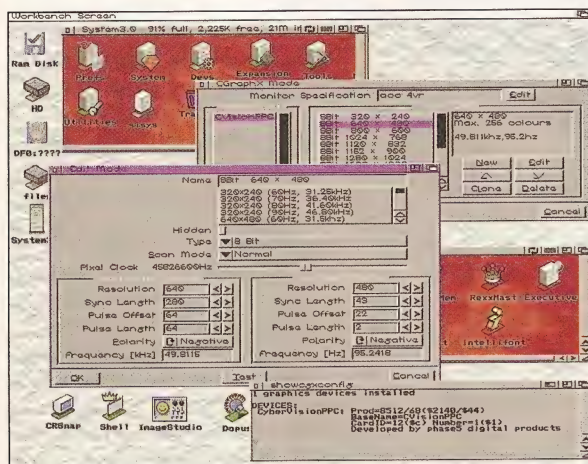 Workbench Screen
System3.0 91% full, 2,225K free, 21M in
Ram Disk
HD
DF0:????
Prefs
System
Devs
Expansion
Tools
Utilities
CGraphX Mode
Monitor Specification
Edit
CVisionPPC
8Bit 320 × 240
8Bit 640 × 480
8Bit 800 × 600
8Bit 1024 × 768
8Bit 1120 × 832
8Bit 1152 × 900
8Bit 1280 × 1024
640 × 480
Max. 256 colours
49.81khz,95.2hz
New
Edit
Clone
Delete
Cancel
Edit Mode
Name 8Bit 640 × 480
320x240 (60Hz, 31.25kHz)
320x240 (70Hz, 36.40kHz)
320x240 (80Hz, 41.60kHz)
320x240 (90Hz, 46.80kHz)
640x480 (60Hz, 31.5khz)
Hidden
Type 8 Bit
Scan Mode Normal
Pixel Clock 49826600Hz
Resolution 640
Sync Length 280
Pulse Offset 64
Pulse Length 64
Polarity Negative
Frequency [kHz] 49.8115
Resolution 480
Sync Length 43
Pulse Offset 22
Pulse Length 2
Polarity Negative
Frequency [Hz] 95.2418
OK
Test
Cancel
RexxMast
Executive
Intellifont
showcgxconfig
1 graphics devices installed
DEVICES:
CyberVisionPPC: Prod=8512/68($2140/$44)
BaseName=CVisionPPC
CardID=12($c) Number=1($1)
Developed by phase5 digital products
CRSnap
Shell
ImageStudio
Dopus